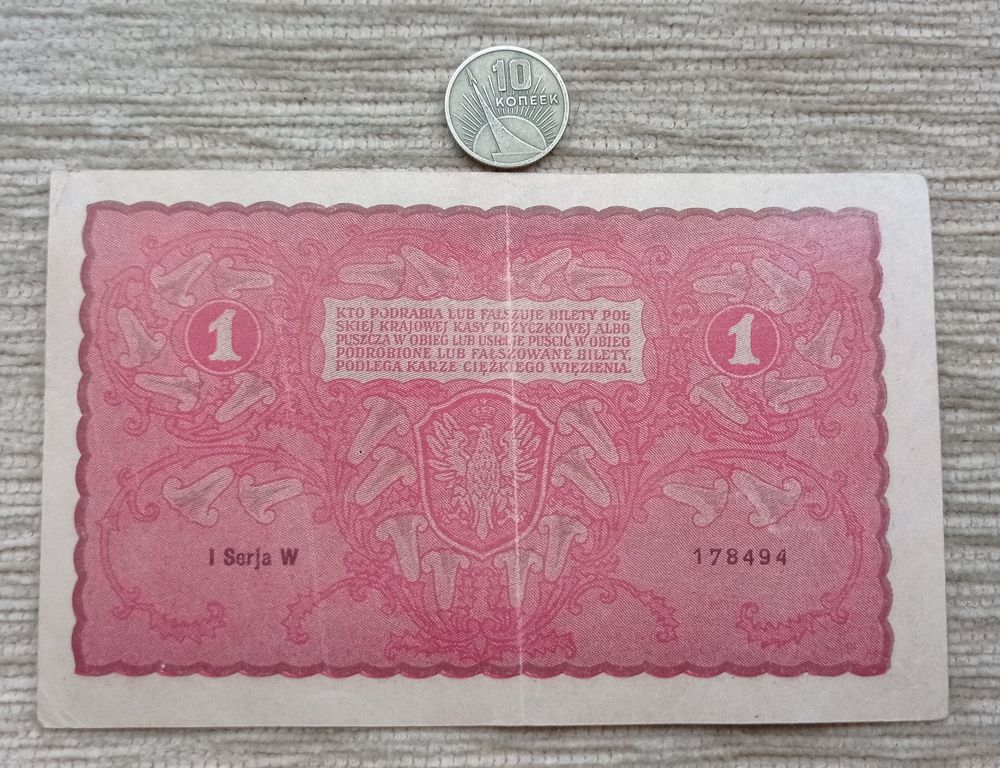 10
КОПЕЕК
KTO PODRABIA LUB FAŁSZUJE BILETY POL
SKIEJ KRAJOWEJ KASY POŻYCZKOWEJ ALBO
PUSZCZA W OBIEG LUB USIŁUJE PUŚCIĆ W OBIEG
PODROBIONE LUB FAŁSZOWANE BILETY,
PODLEGA KARZE CIĘŻKIEGO WIĘZIENIA.
1
1
I Serja W
178494